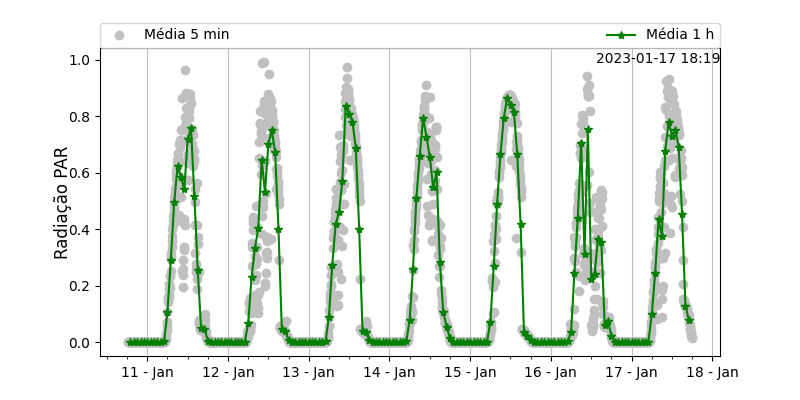 Média 5 min
Média 1 h
2023-01-17 18:19
Radiação PAR
1.0
0.8
0.6
0.4
0.2
0.0
11 - Jan
12 - Jan
13 - Jan
14 - Jan
15 - Jan
16 - Jan
17 - Jan
18 - Jan